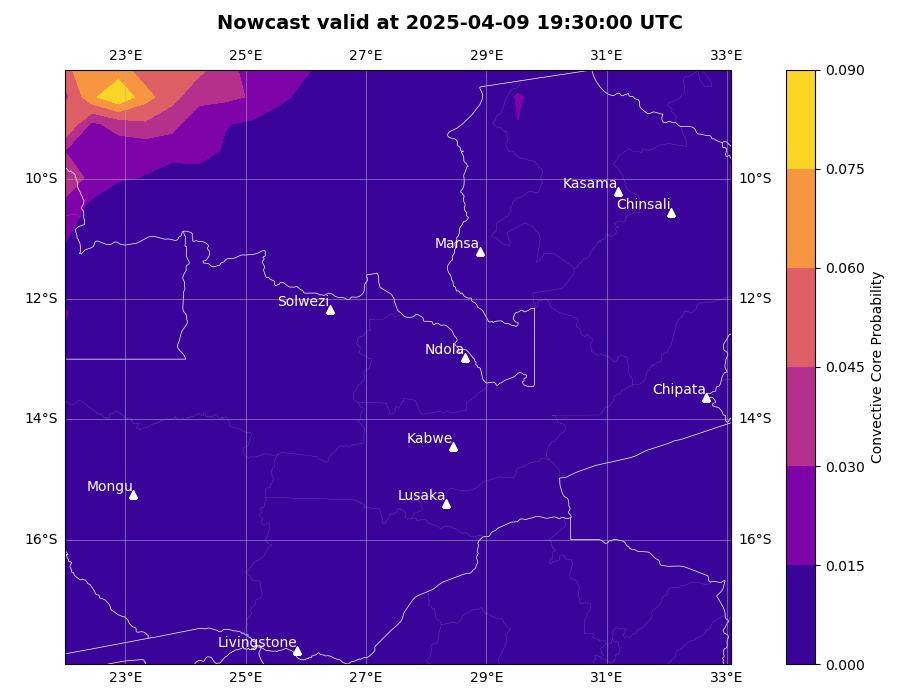 Nowcast valid at 2025-04-09 19:30:00 UTC
23°E 25°E 27°E 29°E 31°E 33°E
0.090
0.075
10°S 10°S
Kasama
Chinsali
Mansa
0.060
12°S 12°S
Solwezi
Ndola
0.045
Chipata
14°S 14°S
Kabwe
0.030
Mongu
Lusaka
16°S 16°S
0.015
Livingstone
0.000
23°E 25°E 27°E 29°E 31°E 33°E
Convective Core Probability